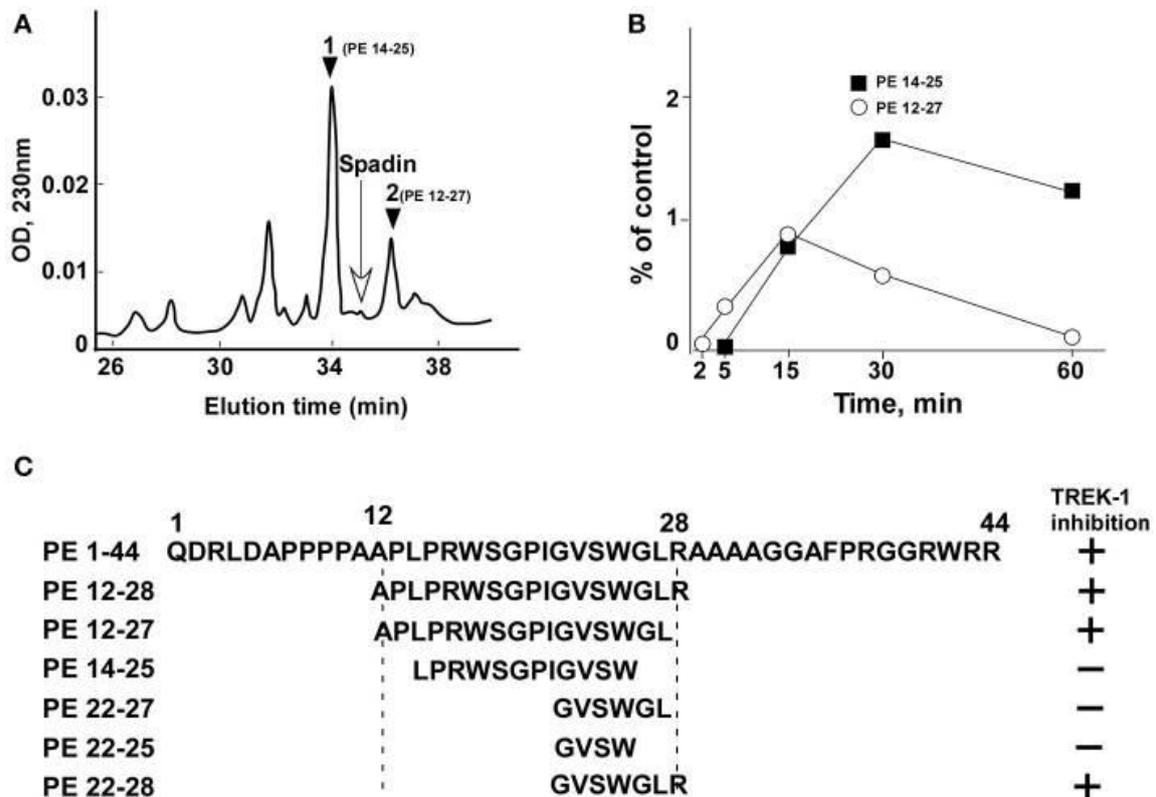 A
1 (PE 14-25)
Spadin
2 (PE 12-27)
0.03
0.02
0.01
0
OD, 230nm
26 30 34 38
Elution time (min)
B
PE 14-25
PE 12-27
2
1
0
% of control
2 5 15 30 60
Time, min
C
TREK-1
inhibition
1 12 28 44
PE 1-44 QDRLDAPPPPAAPLPRWSGPIGVSWGLRAAAAGGAFPRGGRWRR +
PE 12-28 APLPRWSGPIGVSWGLR +
PE 12-27 APLPRWSGPIGVSWGL +
PE 14-25 LPRWSGPIGVSW −
PE 22-27 GVSWGL −
PE 22-25 GVSW −
PE 22-28 GVSWGLR +